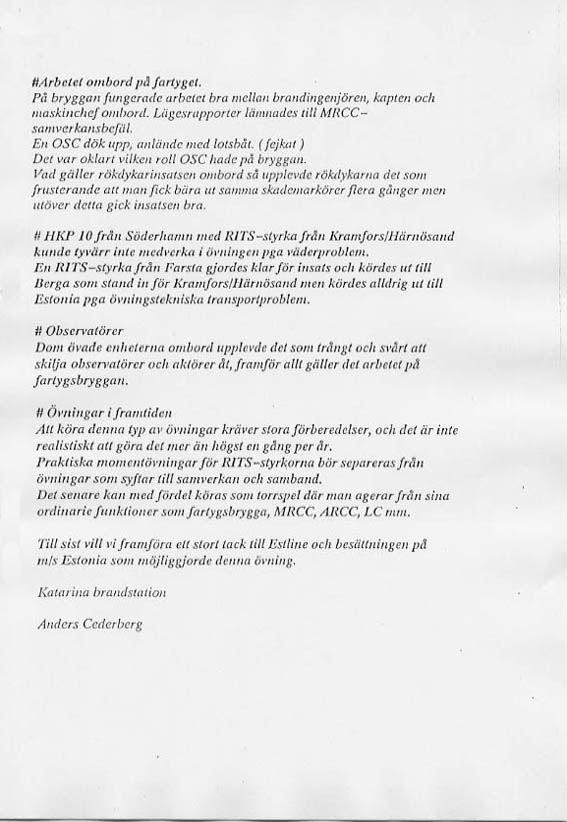 #Arbetet ombord på fartyget.
På bryggan fungerade arbetet bra mellan brandingenjören, kapten och
maskinchef ombord. Lägesrapporter lämnades till MRCC–
samverkansbefäl.
En OSC dök upp, anlände med lotsbåt. (fejkat )
Det var oklart vilken roll OSC hade på bryggan.
Vad gäller rökdykarinsatsen ombord så upplevde rökdykarna det som
frusterande att man fick bära ut samma skademarkörer flera gånger men
utöver detta gick insatsen bra.
# HKP 10 från Söderhamn med RITS–styrka från Kramfors/Härnösand
kunde tyvärr inte medverka i övningen pga väderproblem.
En RITS–styrka från Farsta gjordes klar för insats och kördes ut till
Berga som stand in för Kramfors/Härnösand men kördes alldrig ut till
Estonia pga övningstekniska transportproblem.
# Observatörer
Dom övade enheterna ombord upplevde det som trångt och svårt att
skilja observatörer och aktörer åt, framför allt gäller det arbetet på
fartygsbryggan.
# Övningar i framtiden
Att köra denna typ av övningar kräver stora förberedelser, och det är inte
realistiskt att göra det mer än högst en gång per år.
Praktiska momentövningar för RITS–styrkorna bör separeras från
övningar som syftar till samverkan och samband.
Det senare kan med fördel köras som torrspel där man agerar från sina
ordinarie funktioner som fartygsbrygga, MRCC, ARCC, LC mm.
Till sist vill vi framföra ett stort tack till Estline och besättningen på
m/s Estonia som möjliggjorde denna övning.
Katarina brandstation
Anders Cederberg